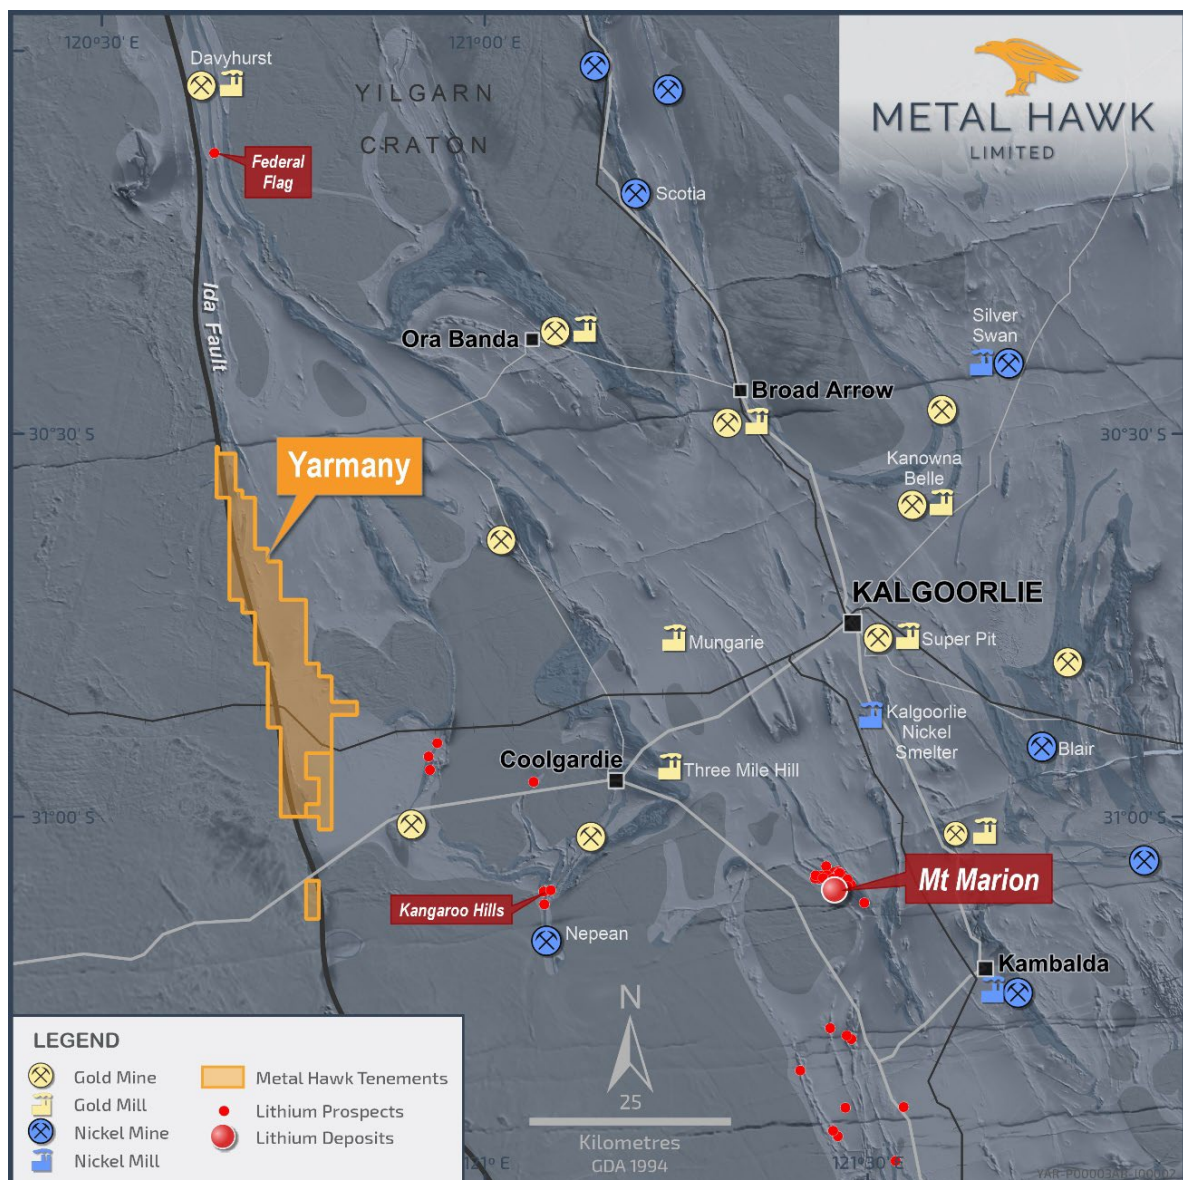 120°30' E
121°00' E
Davyhurst
YILGARN
CRATON
METAL HAWK
LIMITED
Federal
Flag
Scotia
Ida Fault
Ora Banda
Silver
Swan
Broad Arrow
30°30' S
30°30' S
Yarmany
Kanowna
Belle
KALGOORLIE
Mungarie
Super Pit
Kalgoorlie
Nickel
Smelter
Blair
Coolgardie
Three Mile Hill
31°00' S
31°00' S
Mt Marion
Kangaroo Hills
Nepean
Kambalda
N
25
Kilometres
GDA 1994
LEGEND
Gold Mine
Gold Mill
Nickel Mine
Nickel Mill
Metal Hawk Tenements
Lithium Prospects
Lithium Deposits
121° E
121°30' E